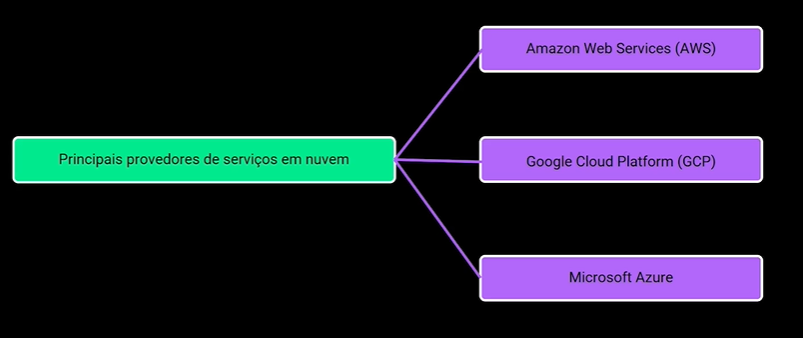 Amazon Web Services (AWS)
Principais provedores de serviços em nuvem
Google Cloud Platform (GCP)
Microsoft Azure